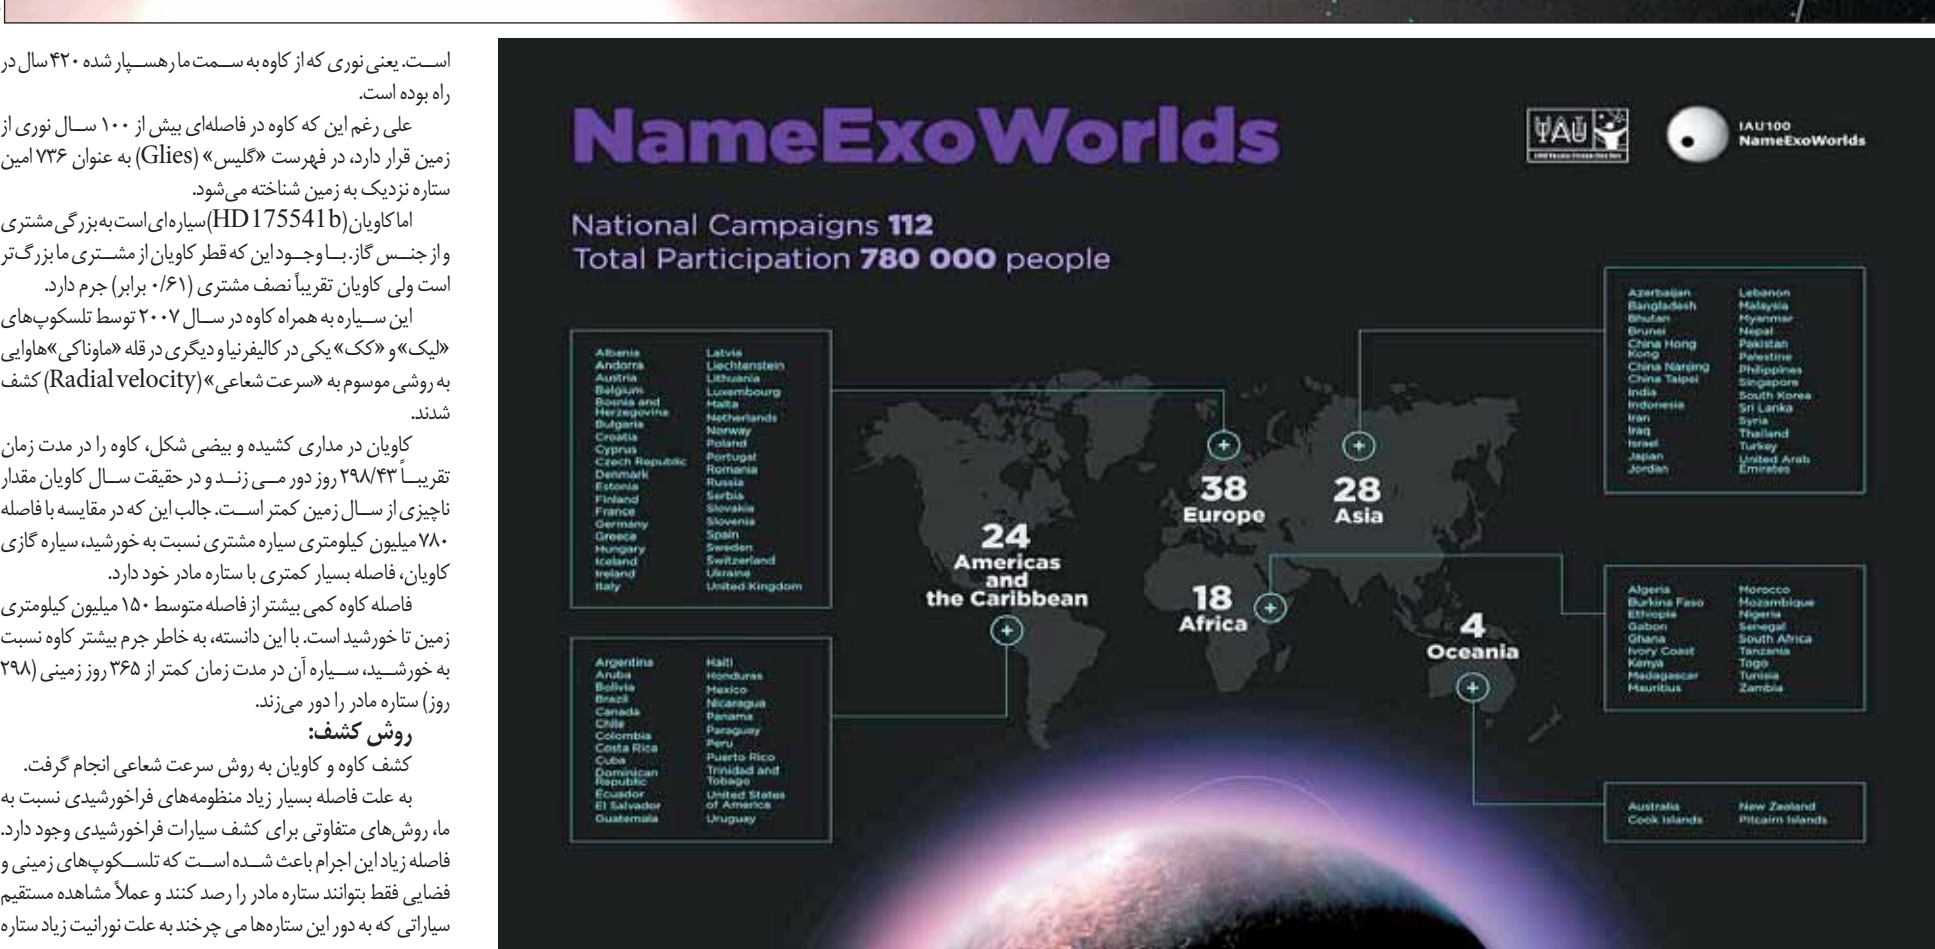 است. یعنی نوری که از کاوه به سمت ما رهسپار شده ۴۲۰ سال در
راه بوده است.
علی رغم این که کاوه در فاصله‌ای بیش از ۱۰۰ سال نوری از
زمین قرار دارد، در فهرست «گلیس» (Glies) به عنوان ۷۳۶ امین
ستاره نزدیک به زمین شناخته می‌شود.
اما کاویان (HD175541b) سیاره‌ای است به بزرگی مشتری
و از جنس گاز. با وجود این که قطر کاویان از مشتری ما بزرگ‌تر
است ولی کاویان تقریباً نصف مشتری (۰/۶۱ برابر) جرم دارد.
این سیاره به همراه کاوه در سال ۲۰۰۷ توسط تلسکوپ‌های
«لیک» و «کک» یکی در کالیفرنیا و دیگری در قله «ماوناکی» هاوایی
به روشی موسوم به «سرعت شعاعی» (Radial velocity) کشف
شدند.
کاویان در مداری کشیده و بیضی شکل، کاوه را در مدت زمان
تقریباً ۲۹۸/۴۳ روز دور می زند و در حقیقت سال کاویان مقدار
ناچیزی از سال زمین کمتر است. جالب این که در مقایسه با فاصله
۷۸۰ میلیون کیلومتری سیاره مشتری نسبت به خورشید، سیاره گازی
کاویان، فاصله بسیار کمتری با ستاره مادر خود دارد.
فاصله کاوه کمی بیشتر از فاصله متوسط ۱۵۰ میلیون کیلومتری
زمین تا خورشید است. با این دانسته، به خاطر جرم بیشتر کاوه نسبت
به خورشید، سیاره آن در مدت زمان کمتر از ۳۶۵ روز زمینی (۲۹۸
روز) ستاره مادر را دور می‌زند.
روش کشف:
کشف کاوه و کاویان به روش سرعت شعاعی انجام گرفت.
به علت فاصله بسیار زیاد منظومه‌های فراخورشیدی نسبت به
ما، روش‌های متفاوتی برای کشف سیارات فراخورشیدی وجود دارد.
فاصله زیاد این اجرام باعث شده است که تلسکوپ‌های زمینی و
فضایی فقط بتوانند ستاره مادر را رصد کنند و عملاً مشاهده مستقیم
سیاراتی که به دور این ستاره‌ها می چرخند به علت نورانیت زیاد ستاره
NameExoWorlds
IAU
IAU100
NameExoWorlds
National Campaigns 112
Total Participation 780 000 people
Albania
Andorra
Austria
Belgium
Bosnia and
Herzegovina
Bulgaria
Croatia
Cyprus
Czech Republic
Denmark
Estonia
Finland
France
Germany
Greece
Hungary
Iceland
Ireland
Italy
Latvia
Liechtenstein
Lithuania
Luxembourg
Malta
Netherlands
Norway
Poland
Portugal
Romania
Russia
Serbia
Slovakia
Slovenia
Spain
Sweden
Switzerland
Ukraine
United Kingdom
Argentina
Aruba
Bolivia
Brazil
Canada
Chile
Colombia
Costa Rica
Cuba
Dominican
Republic
Ecuador
El Salvador
Guatemala
Haiti
Honduras
Mexico
Nicaragua
Panama
Paraguay
Peru
Puerto Rico
Trinidad and
Tobago
United States
of America
Uruguay
24
Americas
and
the Caribbean
38
Europe
28
Asia
18
Africa
4
Oceania
Azerbaijan
Bangladesh
Bhutan
Brunei
China Hong
Kong
China Nanjing
China Taipei
India
Indonesia
Iran
Iraq
Israel
Japan
Jordan
Lebanon
Malaysia
Myanmar
Nepal
Pakistan
Palestine
Philippines
Singapore
South Korea
Sri Lanka
Syria
Thailand
Turkey
United Arab
Emirates
Algeria
Burkina Faso
Ethiopia
Gabon
Ghana
Ivory Coast
Kenya
Madagascar
Mauritius
Morocco
Mozambique
Nigeria
Senegal
South Africa
Tanzania
Togo
Tunisia
Zambia
Australia
Cook Islands
New Zealand
Pitcairn Islands